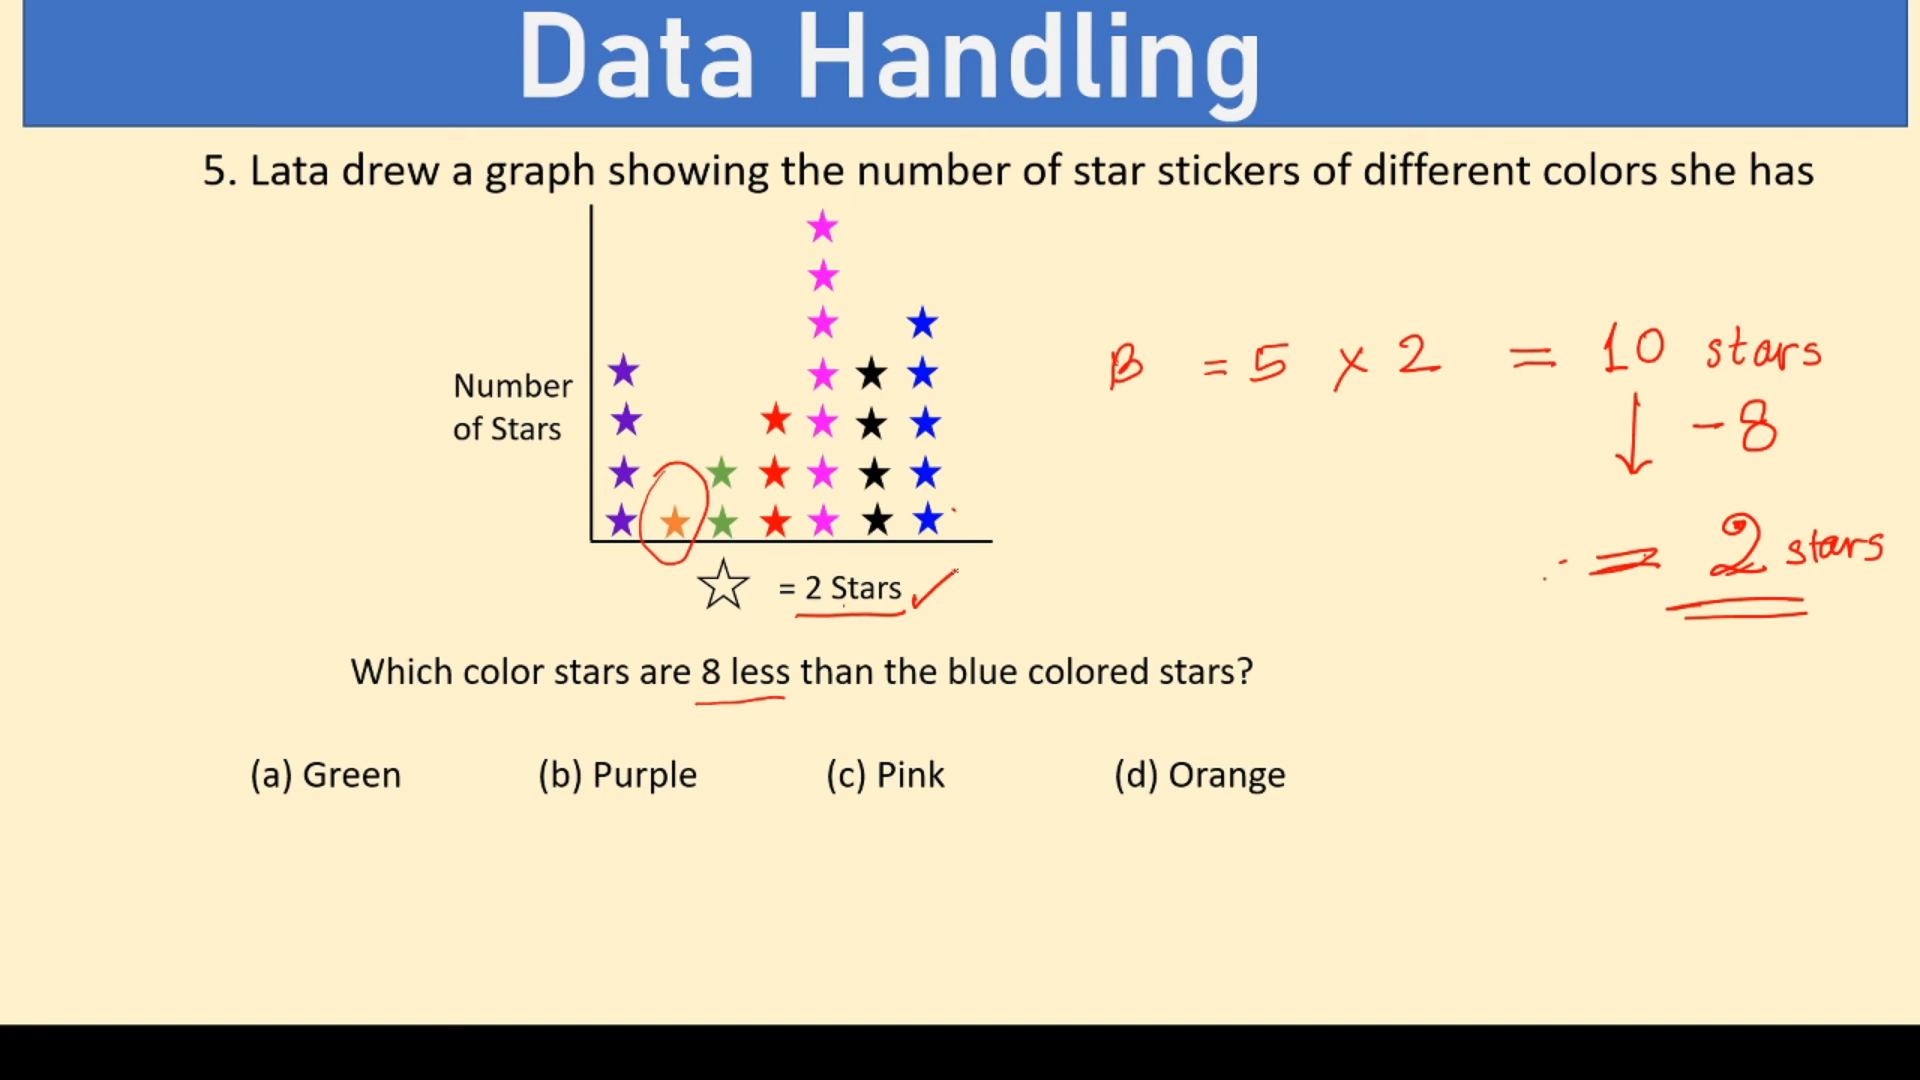 Data Handling
5. Lata drew a graph showing the number of star stickers of different colors she has
Number
of Stars
B = 5 × 2 = 10 stars
- 8
= 2 stars
= 2 Stars
Which color stars are 8 less than the blue colored stars?
(a) Green (b) Purple (c) Pink (d) Orange